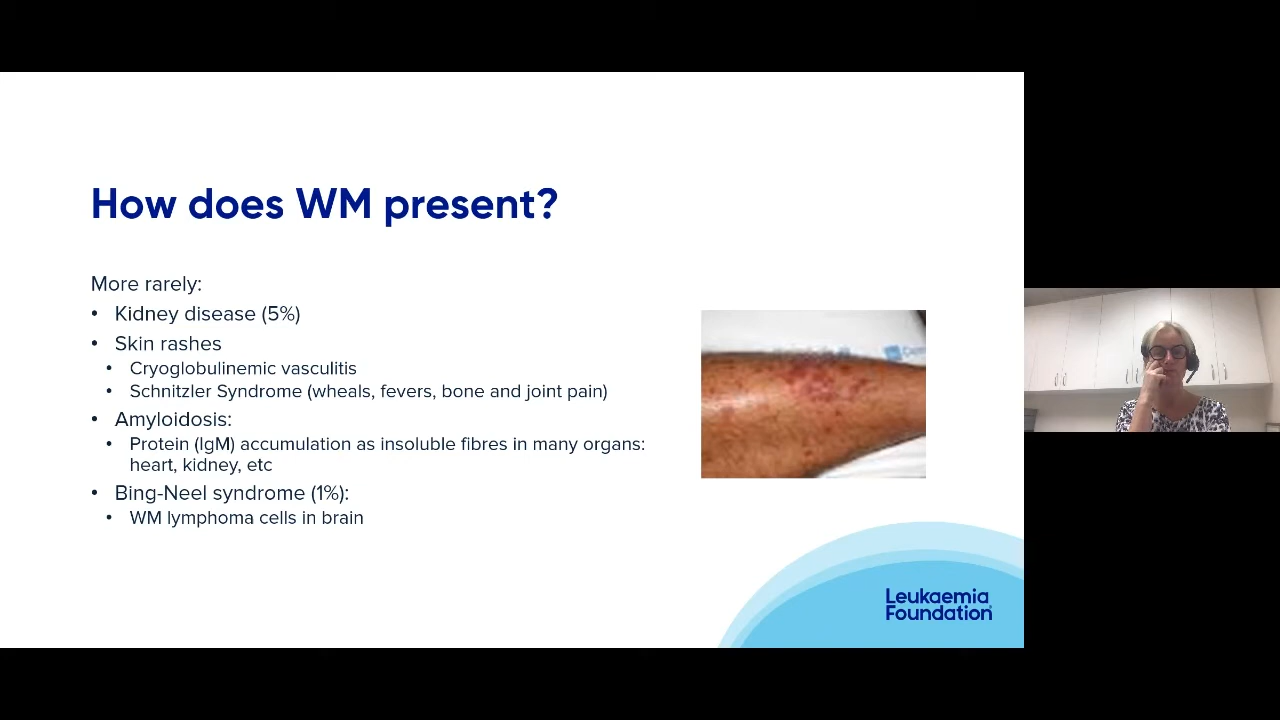 How does WM present?
More rarely:
• Kidney disease (5%)
• Skin rashes
• Cryoglobulinemic vasculitis
• Schnitzler Syndrome (wheals, fevers, bone and joint pain)
• Amyloidosis:
• Protein (IgM) accumulation as insoluble fibres in many organs:
heart, kidney, etc
• Bing-Neel syndrome (1%):
• WM lymphoma cells in brain
Leukaemia
Foundation